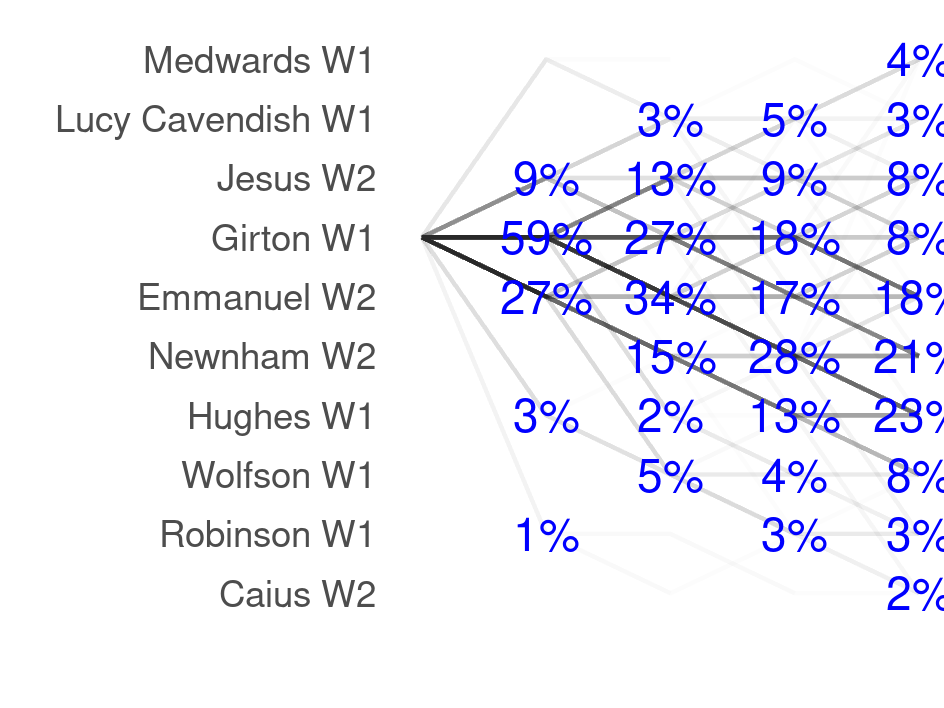 Medwards W1 4%
Lucy Cavendish W1 3% 5% 3%
Jesus W2 9% 13% 9% 8%
Girton W1 59% 27% 18% 8%
Emmanuel W2 27% 34% 17% 18%
Newnham W2 15% 28% 21%
Hughes W1 3% 2% 13% 23%
Wolfson W1 5% 4% 8%
Robinson W1 1% 3% 3%
Caius W2 2%